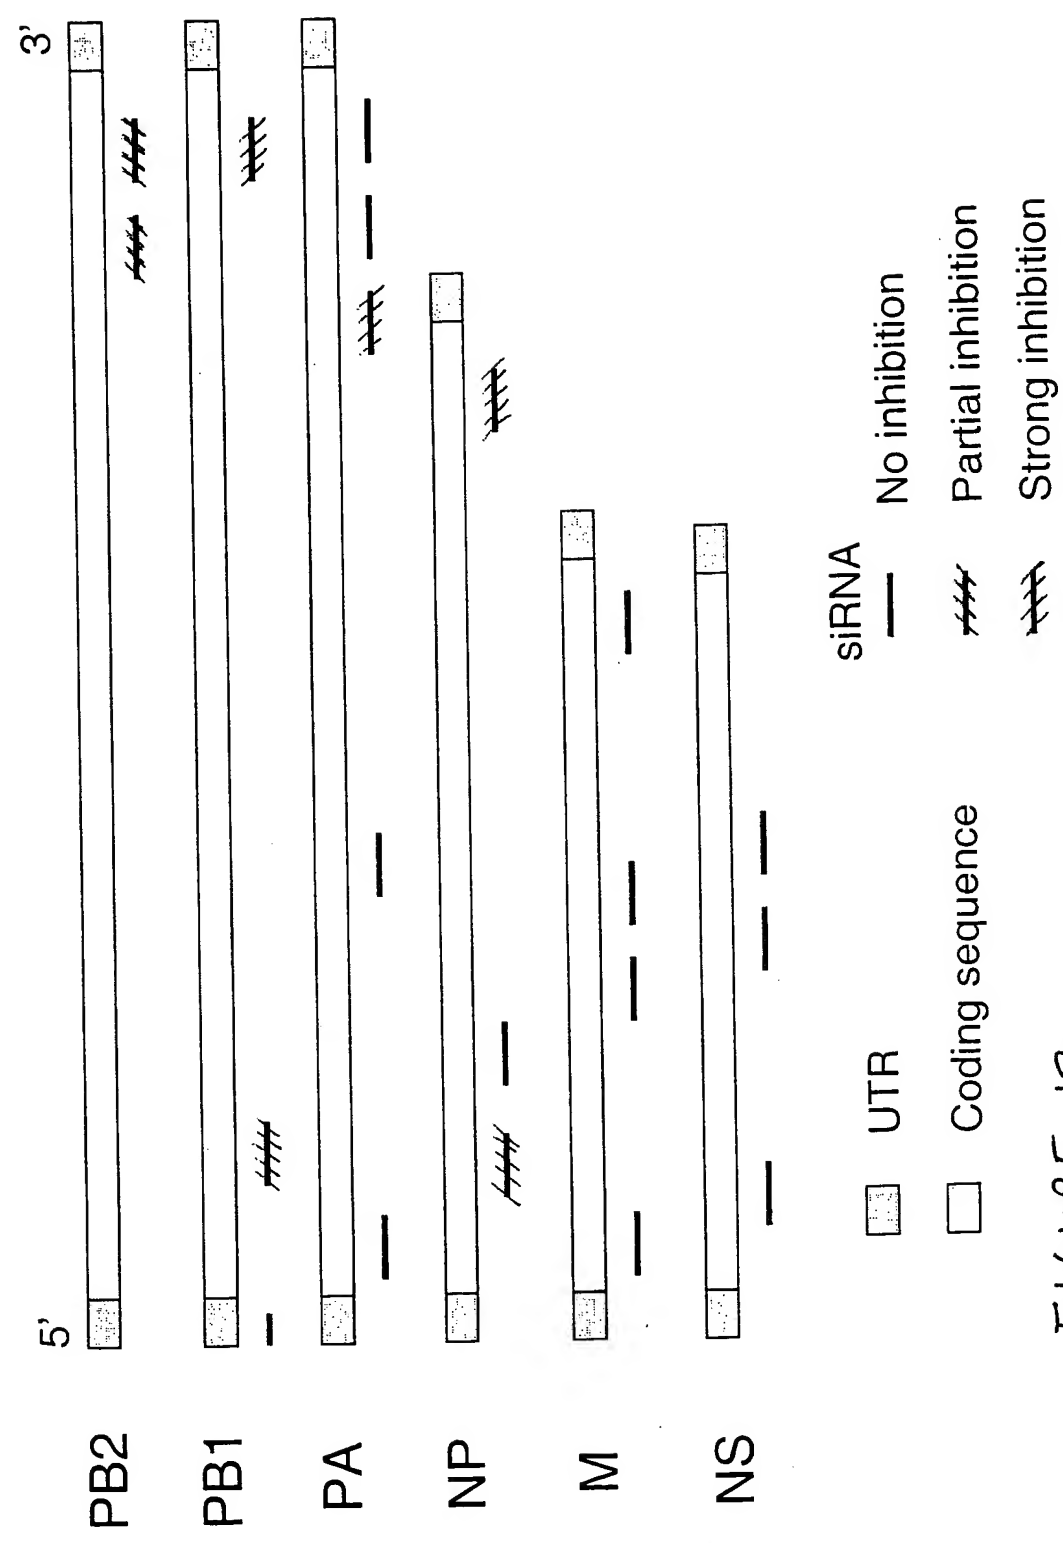 5' 3'
PB2
PB1
PA
NP
M
NS
UTR
Coding sequence
siRNA
No inhibition
Partial inhibition
Strong inhibition